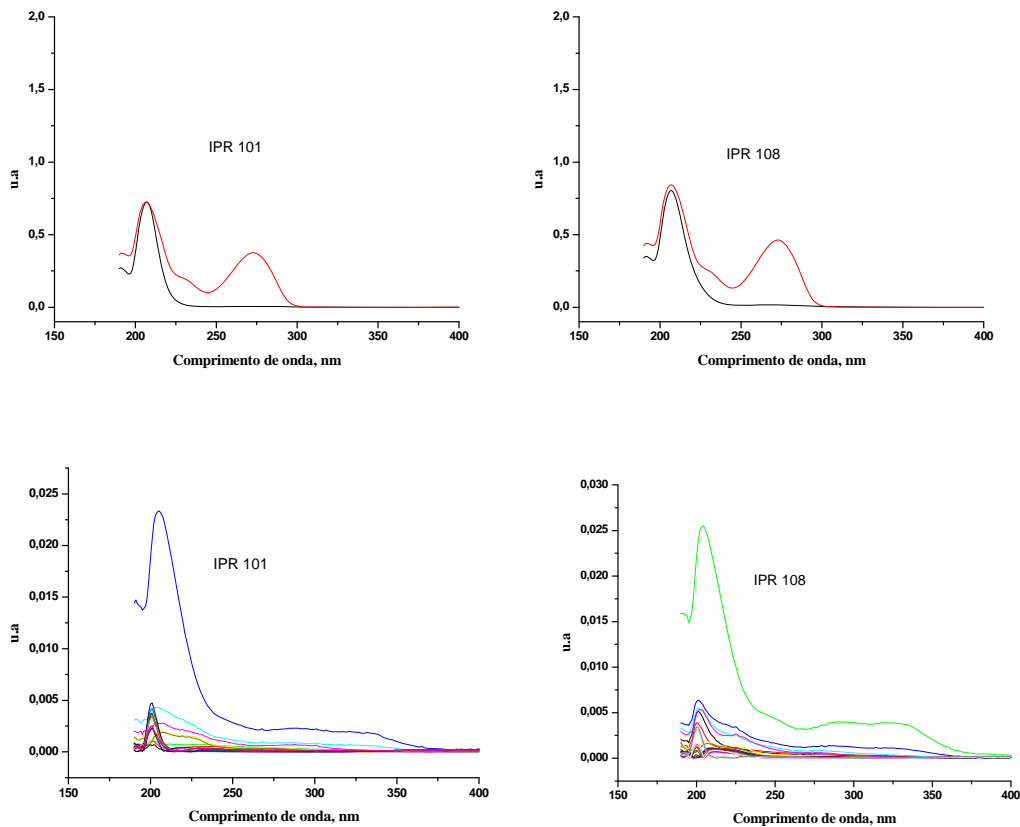 2,0
1,5
1,0
0,5
0,0
u.a
IPR 101
150 200 250 300 350 400
Comprimento de onda, nm
2,0
1,5
1,0
0,5
0,0
u.a
IPR 108
150 200 250 300 350 400
Comprimento de onda, nm
0,025
0,020
0,015
0,010
0,005
0,000
u.a
IPR 101
150 200 250 300 350 400
Comprimento de onda, nm
0,030
0,025
0,020
0,015
0,010
0,005
0,000
u.a
IPR 108
150 200 250 300 350 400
Comprimento de onda, nm